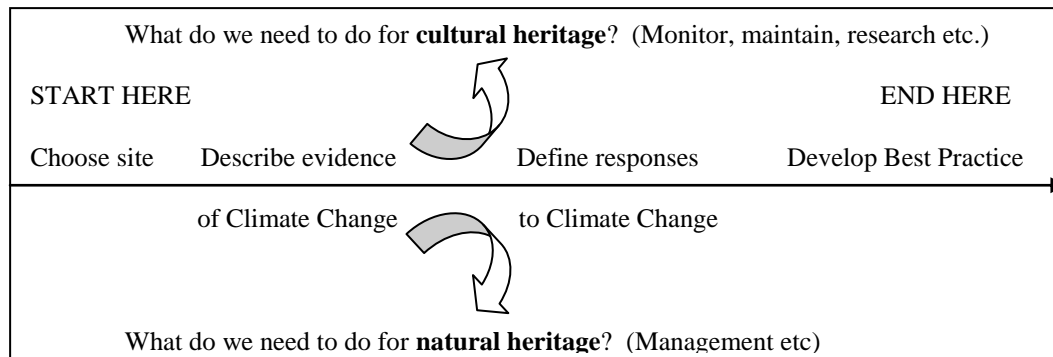 What do we need to do for cultural heritage? (Monitor, maintain, research etc.)
START HERE END HERE
Choose site Describe evidence Define responses Develop Best Practice
of Climate Change to Climate Change
What do we need to do for natural heritage? (Management etc)